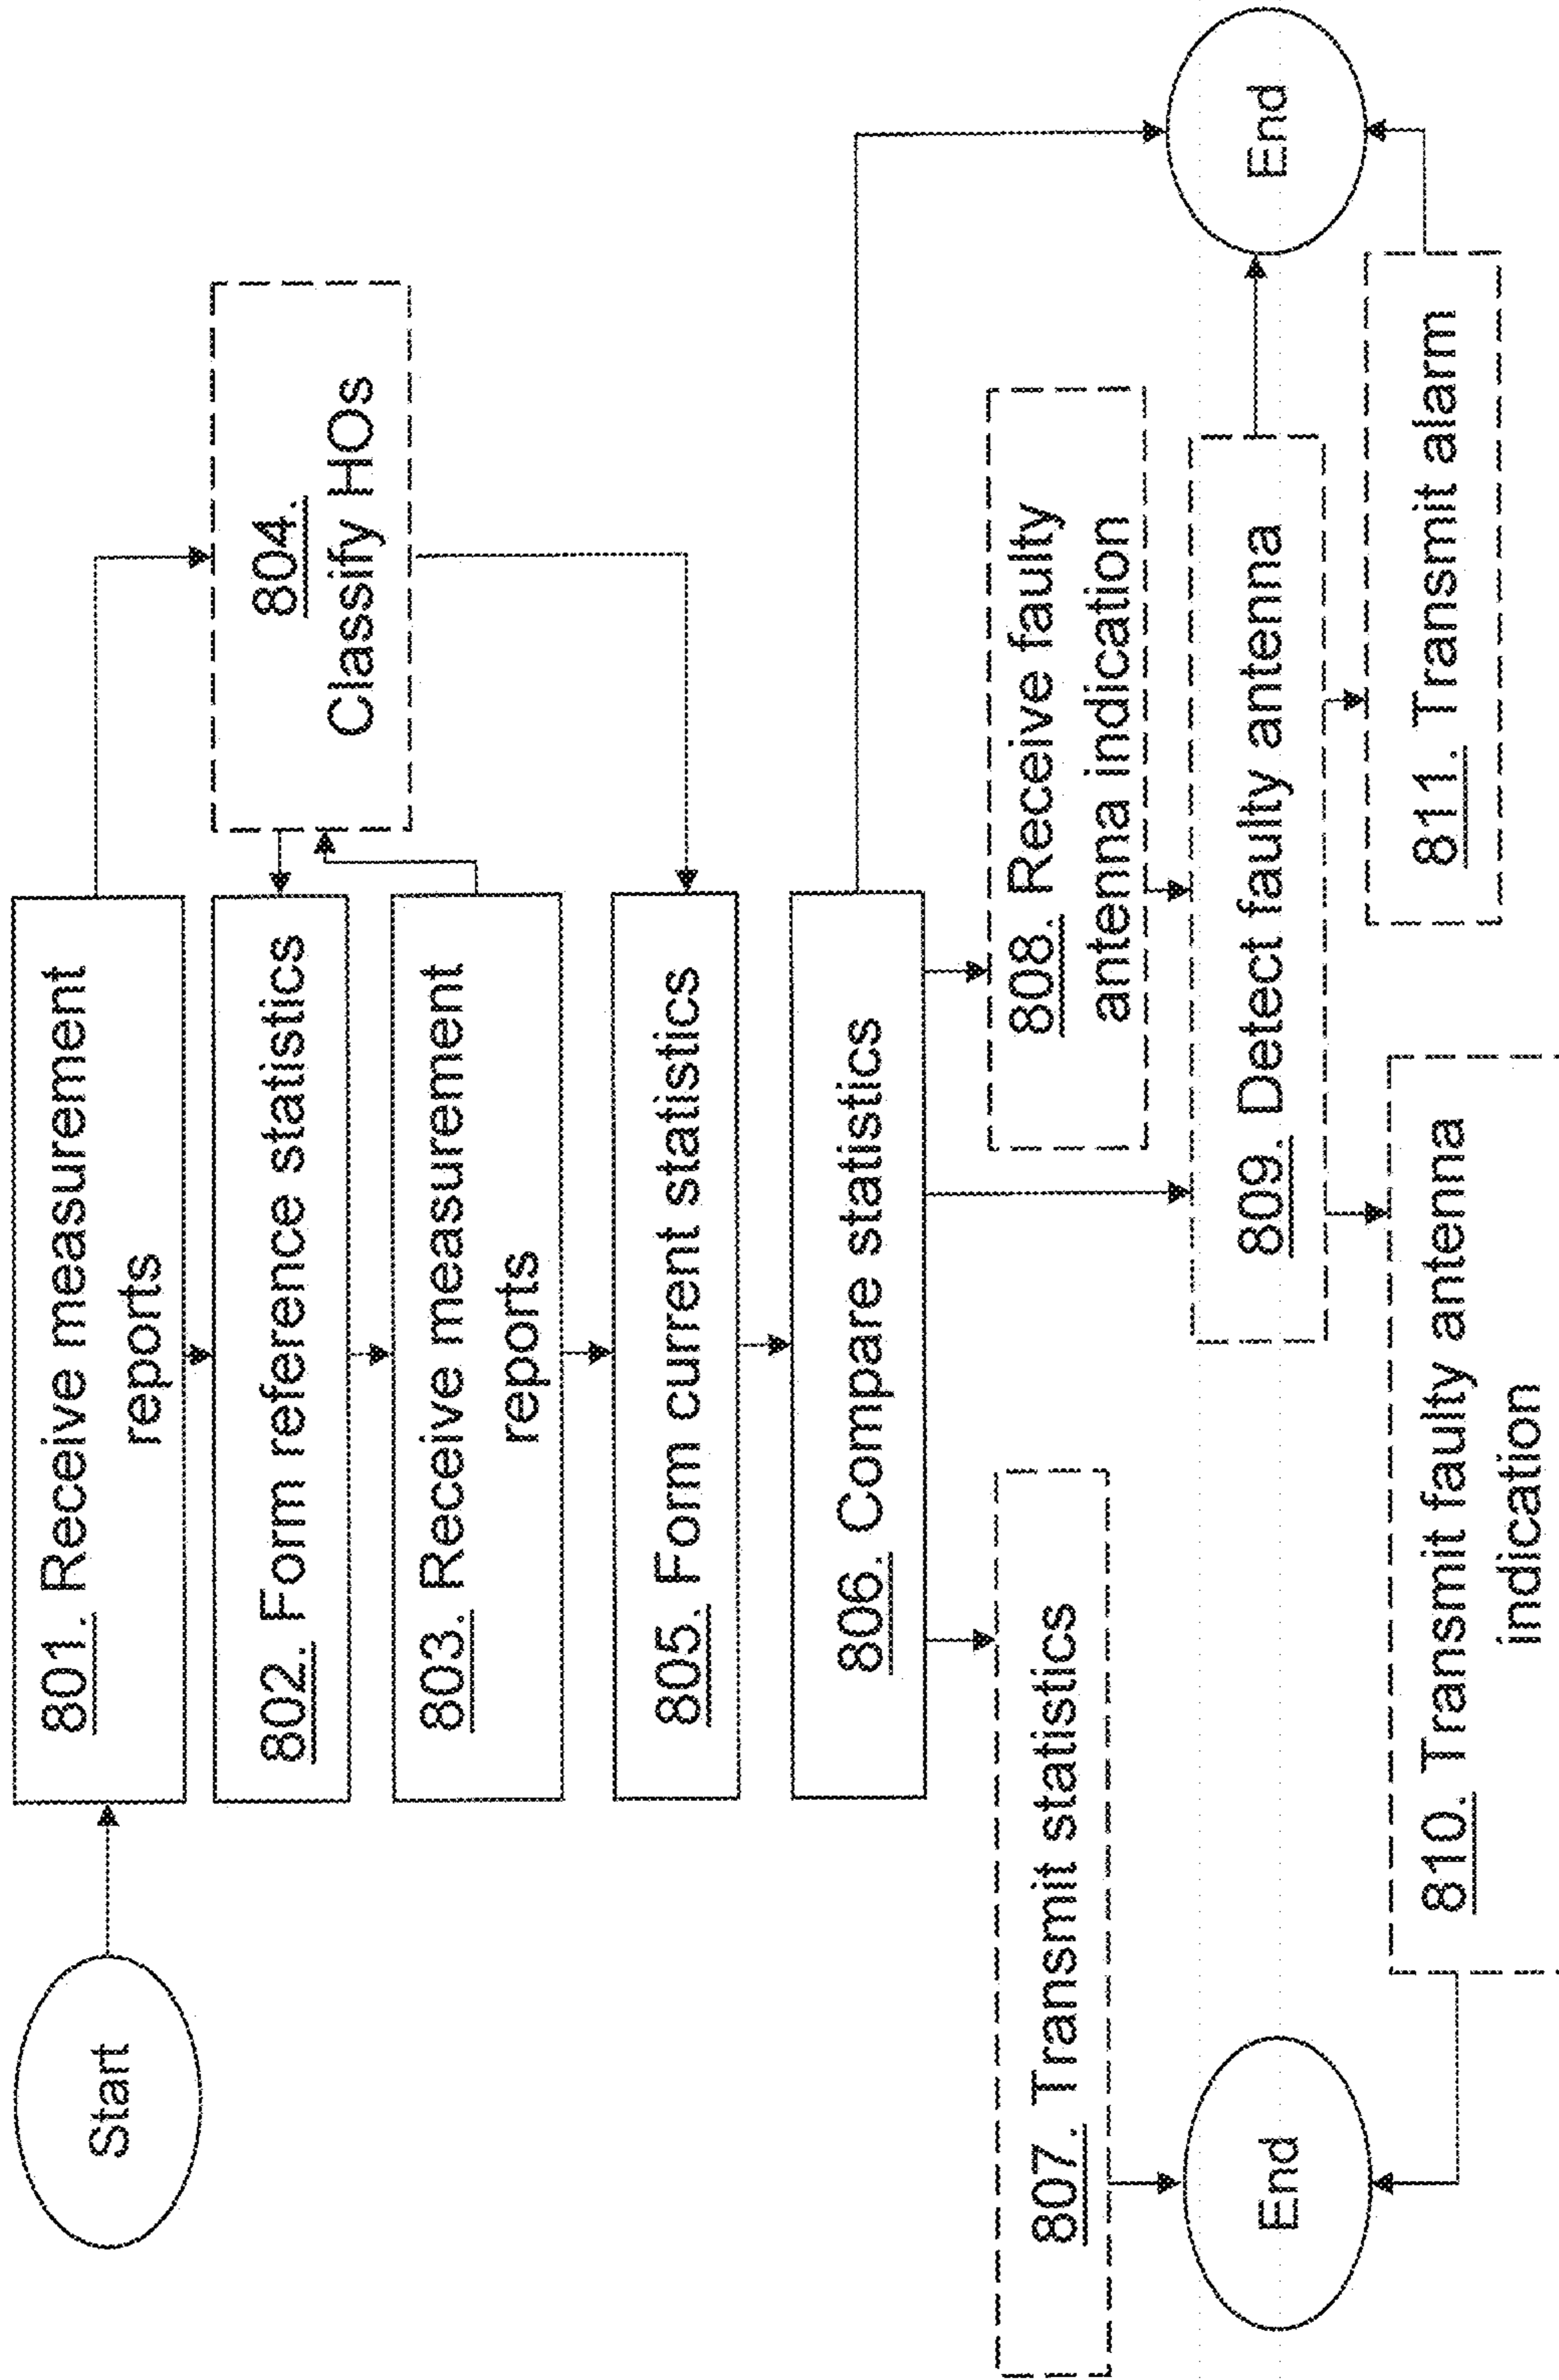 Start
801. Receive measurement
reports
802. Form reference statistics
803. Receive measurement
reports
804.
Classify HOs
805. Form current statistics
806. Compare statistics
807. Transmit statistics
808. Receive faulty
antenna indication
809. Detect faulty antenna
810. Transmit faulty antenna
indication
811. Transmit alarm
End
End